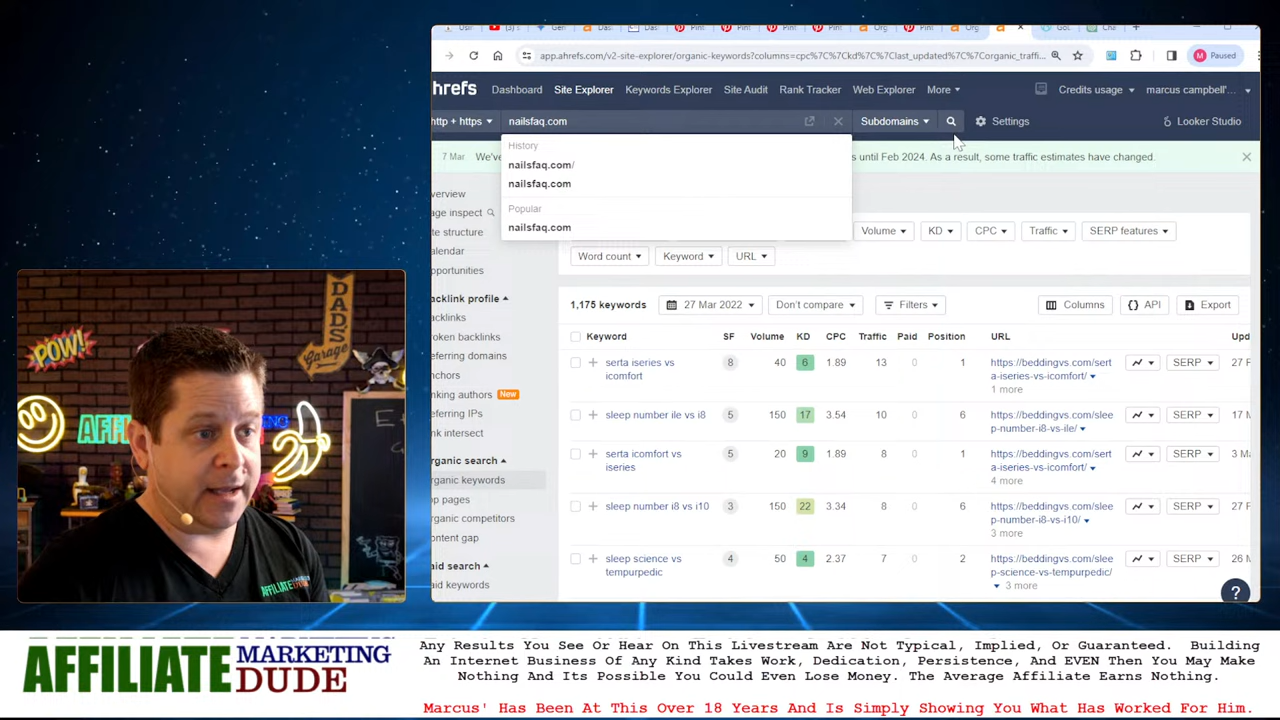 app.ahrefs.com/v2-site-explorer/organic-keywords?columns=cpc%7C%7Ckd%7C%7Clast_updated%7C%7Corganic_traffi...
M Paused
hrefs Dashboard Site Explorer Keywords Explorer Site Audit Rank Tracker Web Explorer More Credits usage marcus campbell'...
http + https nailsfaq.com Subdomains Settings Looker Studio
History
7 Mar We've s until Feb 2024. As a result, some traffic estimates have changed.
nailsfaq.com/
nailsfaq.com
Popular
nailsfaq.com
verview
age inspect
te structure
alendar
pportunities
Volume KD CPC Traffic SERP features
Word count Keyword URL
acklink profile
acklinks
roken backlinks
eferring domains
nchors
nking authors New
eferring IPs
nk intersect
rganic search
rganic keywords
op pages
rganic competitors
ontent gap
aid search
aid keywords
1,175 keywords 27 Mar 2022 Don't compare Filters Columns API Export
Keyword SF Volume KD CPC Traffic Paid Position URL Upd
serta iseries vs icomfort 8 40 6 1.89 13 0 1 https://beddingvs.com/serta-iseries-vs-icomfort/ SERP 27 F
1 more
sleep number ile vs i8 5 150 17 3.54 10 0 6 https://beddingvs.com/sleep-number-i8-vs-ile/ SERP 17 M
serta icomfort vs iseries 5 20 9 1.89 8 0 1 https://beddingvs.com/serta-icomfort-vs-iseries/ SERP 3 Ma
4 more
sleep number i8 vs i10 3 150 22 3.34 8 0 6 https://beddingvs.com/sleep-number-i8-vs-i10/ SERP 27 F
3 more
sleep science vs tempurpedic 4 50 4 2.37 7 0 2 https://beddingvs.com/sleep-science-vs-tempurpedic/ SERP 26 M
3 more
?
POW!
DADS
Garage
AFFILIATE MARKETING DUDE
Any Results You See or Hear On This Livestream Are Not Typical, Implied, Or Guaranteed. Building
An Internet Business Of Any Kind Takes Work, Dedication, Persistence, And EVEN Then You May Make
Nothing And Its Possible You Could Even Lose Money. The Average Affiliate Earns Nothing.
Marcus' Has Been At This Over 18 Years And Is Simply Showing You What Has Worked For Him.